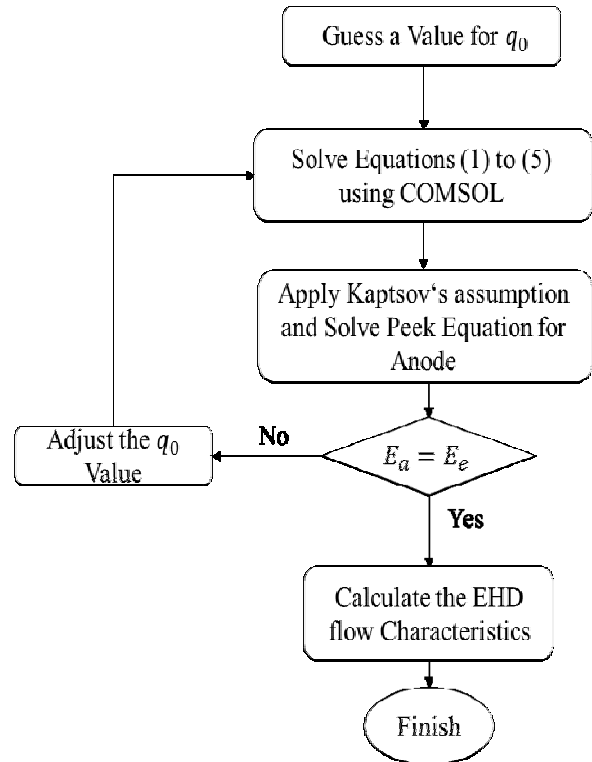 Guess a Value for q₀
Solve Equations (1) to (5)
using COMSOL
Apply Kaptsov‘s assumption
and Solve Peek Equation for
Anode
Adjust the q₀
Value
No
Eₐ = Eₑ
Yes
Calculate the EHD
flow Characteristics
Finish